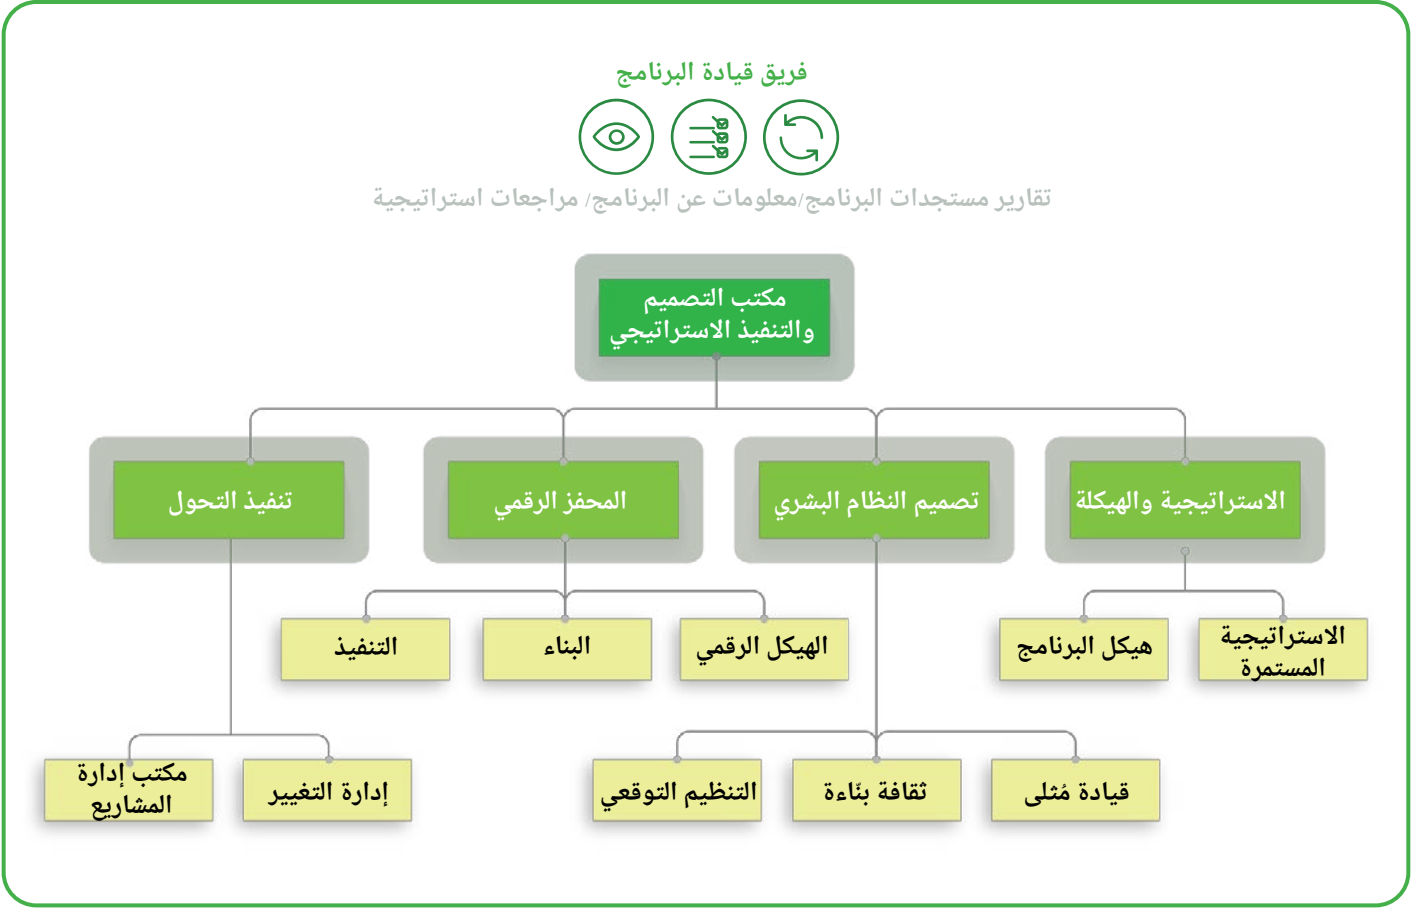 فريق قيادة البرنامج
تقارير مستجدات البرنامج/معلومات عن البرنامج/ مراجعات استراتيجية
مكتب التصميم
والتنفيذ الاستراتيجي
الاستراتيجية والهيكلة
تصميم النظام البشري
المحفز الرقمي
تنفيذ التحول
الاستراتيجية
المستمرة
هيكل البرنامج
الهيكل الرقمي
البناء
التنفيذ
قيادة مُثلى
ثقافة بنّاءة
التنظيم التوقعي
إدارة التغيير
مكتب إدارة
المشاريع